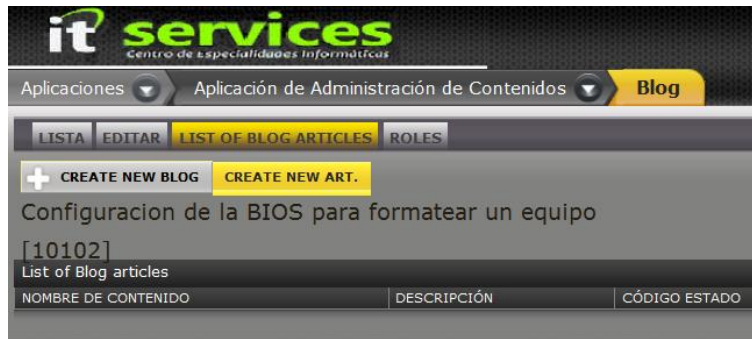 it services
Centro de Especialidades Informáticas
Aplicaciones Aplicación de Administración de Contenidos Blog
LISTA EDITAR LIST OF BLOG ARTICLES ROLES
CREATE NEW BLOG CREATE NEW ART.
Configuracion de la BIOS para formatear un equipo
[10102]
List of Blog articles
NOMBRE DE CONTENIDO DESCRIPCIÓN CÓDIGO ESTADO